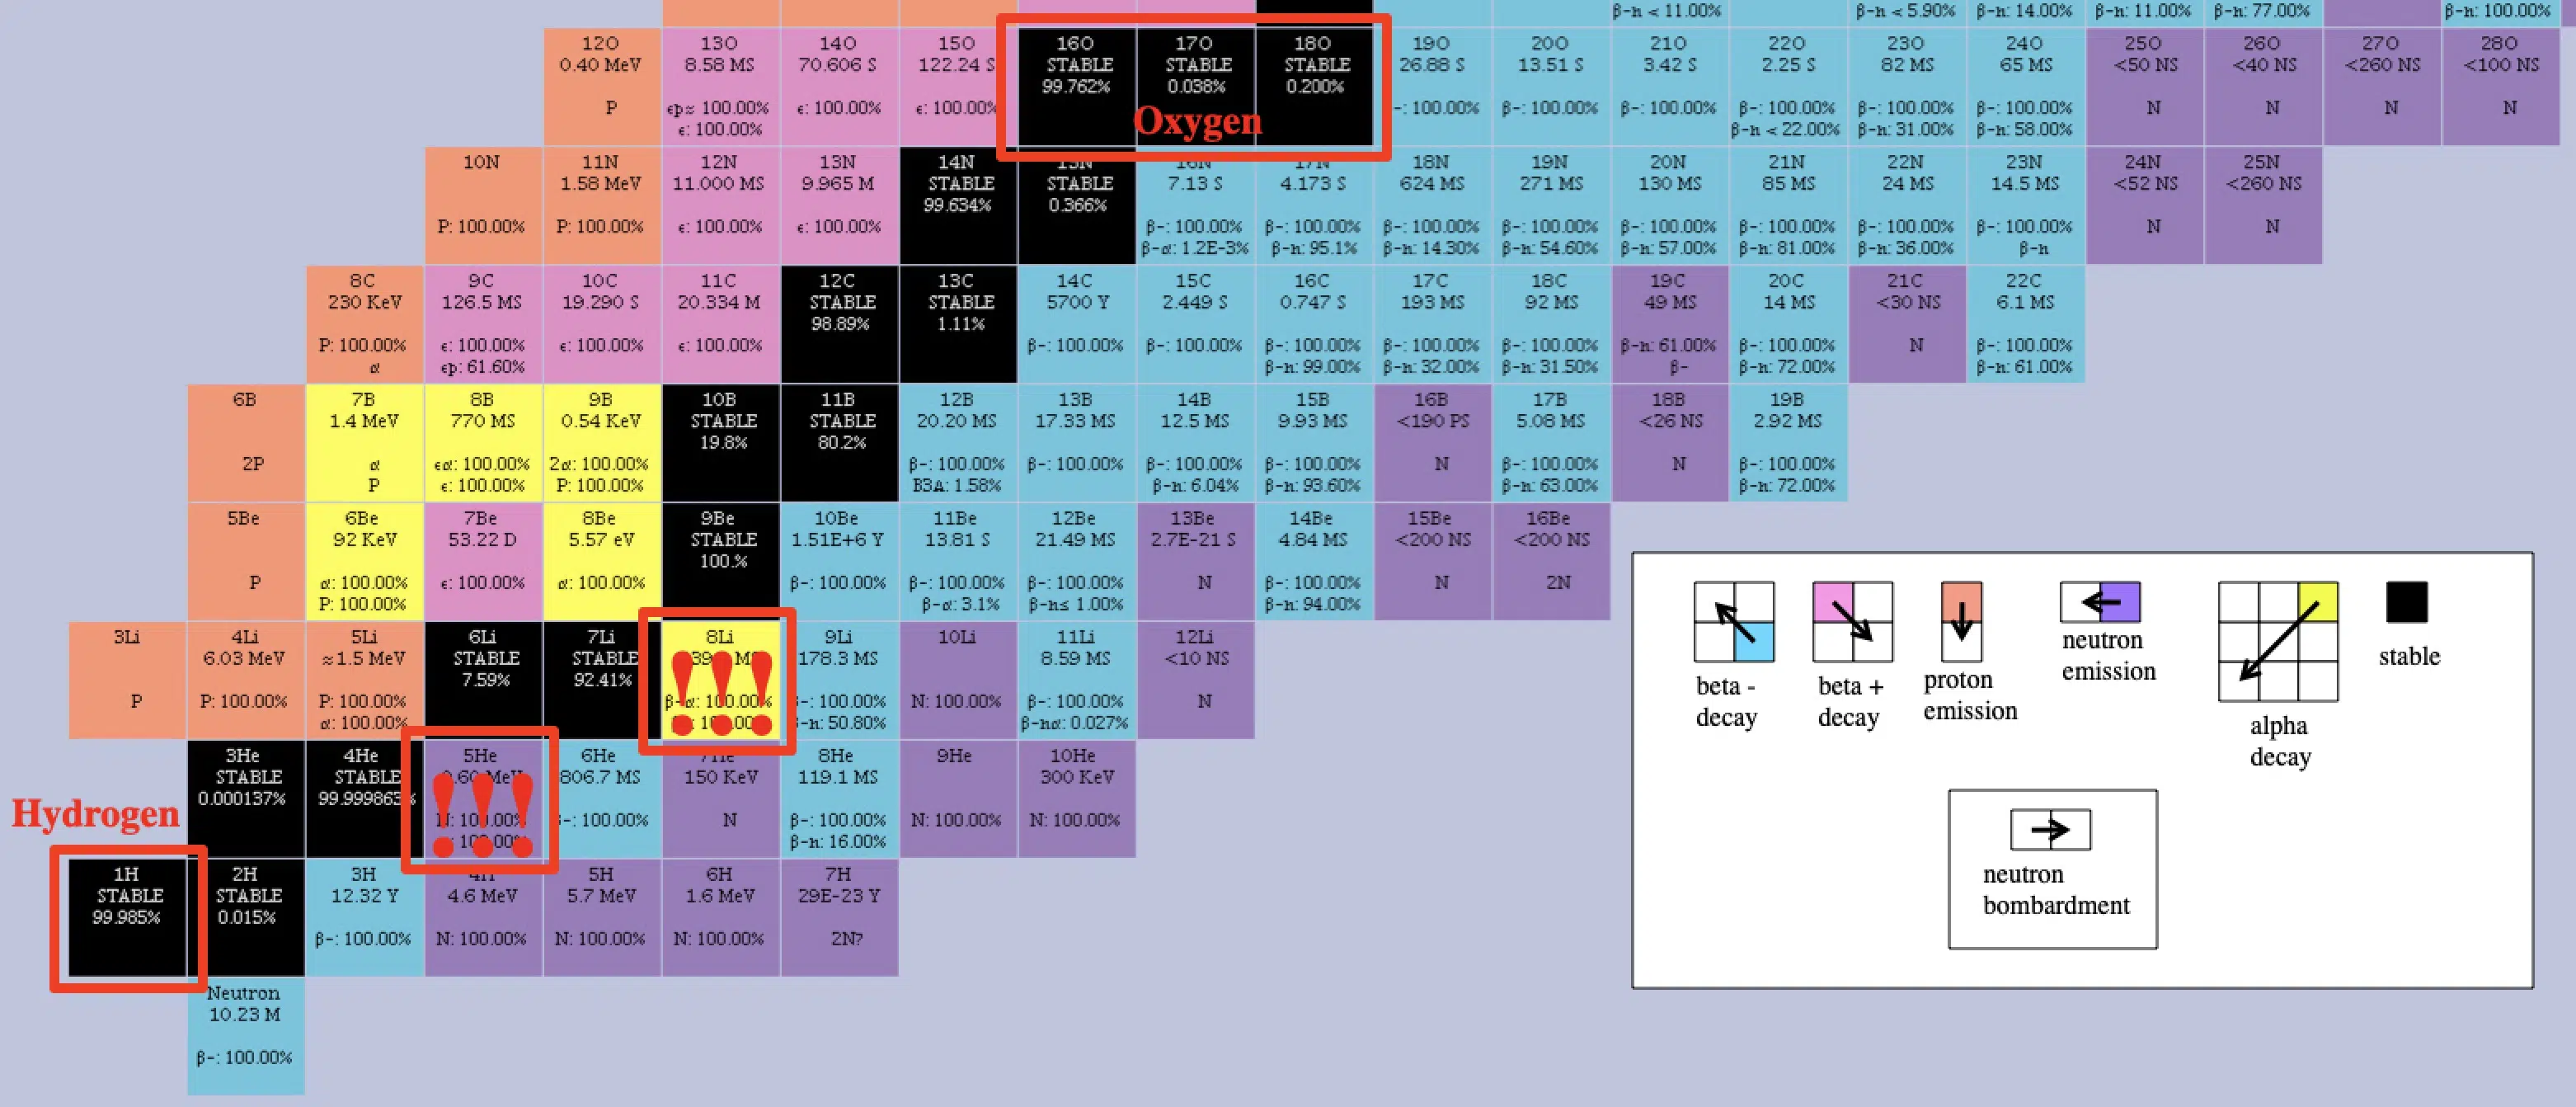 β-n < 11.00%
β-n < 5.90%
β-n: 14.00%
β-n: 11.00%
β-n: 77.00%
β-n: 100.00%
12O
0.40 MeV
P
13O
8.58 MS
ϵp≈ 100.00%
ϵ: 100.00%
14O
70.606 S
ϵ: 100.00%
15O
122.24 S
ϵ: 100.00%
16O
STABLE
99.762%
17O
STABLE
0.038%
18O
STABLE
0.200%
Oxygen
19O
26.88 S
-: 100.00%
20O
13.51 S
β-: 100.00%
21O
3.42 S
β-: 100.00%
22O
2.25 S
β-: 100.00%
β-n < 22.00%
23O
82 MS
β-: 100.00%
β-n: 31.00%
24O
65 MS
β-: 100.00%
β-n: 58.00%
25O
<50 NS
N
26O
<40 NS
N
27O
<260 NS
N
28O
<100 NS
N
10N
P: 100.00%
11N
1.58 MeV
P: 100.00%
12N
11.000 MS
ϵ: 100.00%
13N
9.965 M
ϵ: 100.00%
14N
STABLE
99.634%
15N
STABLE
0.366%
16N
7.13 S
β-: 100.00%
β-α: 1.2E-3%
17N
4.173 S
β-: 100.00%
β-n: 95.1%
18N
624 MS
β-: 100.00%
β-n: 14.30%
19N
271 MS
β-: 100.00%
β-n: 54.60%
20N
130 MS
β-: 100.00%
β-n: 57.00%
21N
85 MS
β-: 100.00%
β-n: 81.00%
22N
24 MS
β-: 100.00%
β-n: 36.00%
23N
14.5 MS
β-: 100.00%
β-n
24N
<52 NS
N
25N
<260 NS
N
8C
230 KeV
P: 100.00%
α
9C
126.5 MS
ϵ: 100.00%
ϵp: 61.60%
10C
19.290 S
ϵ: 100.00%
11C
20.334 M
ϵ: 100.00%
12C
STABLE
98.89%
13C
STABLE
1.11%
14C
5700 Y
β-: 100.00%
15C
2.449 S
β-: 100.00%
16C
0.747 S
β-: 100.00%
β-n: 99.00%
17C
193 MS
β-: 100.00%
β-n: 32.00%
18C
92 MS
β-: 100.00%
β-n: 31.50%
19C
49 MS
β-n: 61.00%
β-
20C
14 MS
β-: 100.00%
β-n: 72.00%
21C
<30 NS
N
22C
6.1 MS
β-: 100.00%
β-n: 61.00%
6B
2P
7B
1.4 MeV
α
P
8B
770 MS
ϵα: 100.00%
ϵ: 100.00%
9B
0.54 KeV
2α: 100.00%
P: 100.00%
10B
STABLE
19.8%
11B
STABLE
80.2%
12B
20.20 MS
β-: 100.00%
B3A: 1.58%
13B
17.33 MS
β-: 100.00%
14B
12.5 MS
β-: 100.00%
β-n: 6.04%
15B
9.93 MS
β-: 100.00%
β-n: 93.60%
16B
<190 PS
N
17B
5.08 MS
β-: 100.00%
β-n: 63.00%
18B
<26 NS
N
19B
2.92 MS
β-: 100.00%
β-n: 72.00%
5Be
P
6Be
92 KeV
α: 100.00%
P: 100.00%
7Be
53.22 D
ϵ: 100.00%
8Be
5.57 eV
α: 100.00%
9Be
STABLE
100.%
10Be
1.51E+6 Y
β-: 100.00%
11Be
13.81 S
β-: 100.00%
β-α: 3.1%
12Be
21.49 MS
β-: 100.00%
β-n≤ 1.00%
13Be
2.7E-21 S
N
14Be
4.84 MS
β-: 100.00%
β-n: 94.00%
15Be
<200 NS
N
16Be
<200 NS
2N
3Li
P
4Li
6.03 MeV
P: 100.00%
5Li
≈1.5 MeV
P: 100.00%
α: 100.00%
6Li
STABLE
7.59%
7Li
STABLE
92.41%
8Li
β-α: 100.00%
!!!
9Li
178.3 MS
-: 100.00%
-n: 50.80%
10Li
N: 100.00%
11Li
8.59 MS
β-: 100.00%
β-nα: 0.027%
12Li
<10 NS
N
3He
STABLE
0.000137%
4He
STABLE
99.999863%
5He
0.60 MeV
N: 100.00%
100.00%
!!!
6He
806.7 MS
-: 100.00%
7He
150 KeV
N
8He
119.1 MS
β-: 100.00%
β-n: 16.00%
9He
N: 100.00%
10He
300 KeV
N: 100.00%
Hydrogen
1H
STABLE
99.985%
2H
STABLE
0.015%
3H
12.32 Y
β-: 100.00%
4H
4.6 MeV
N: 100.00%
5H
5.7 MeV
N: 100.00%
6H
1.6 MeV
N: 100.00%
7H
29E-23 Y
2N?
Neutron
10.23 M
β-: 100.00%
beta -
decay
beta +
decay
proton
emission
neutron
emission
alpha
decay
stable
neutron
bombardment